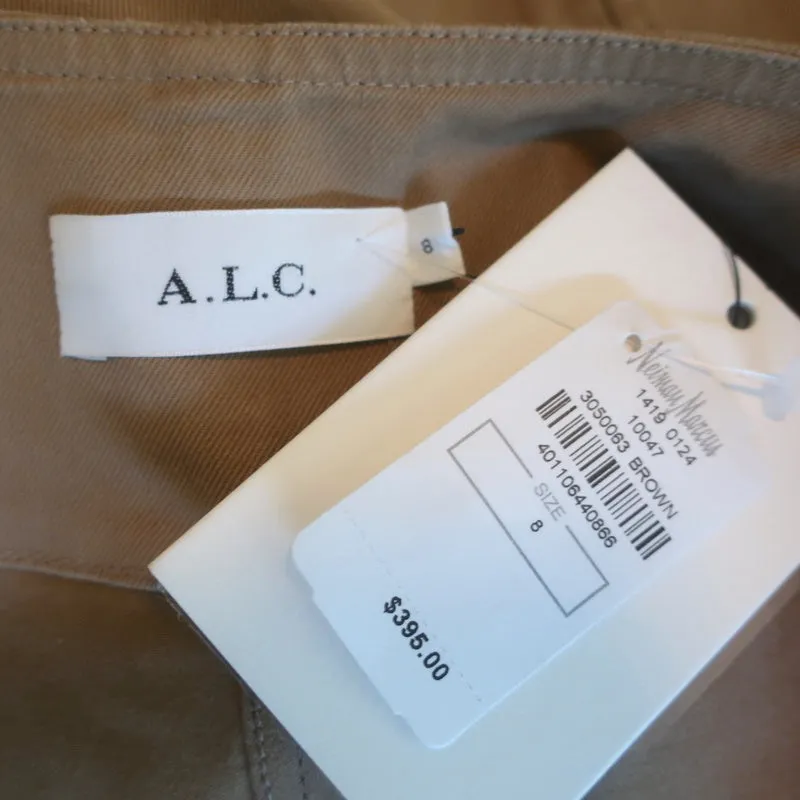 A.L.C.
8
Neiman Marcus
1419 0124
10047
3050063 BROWN
401106440866
SIZE
8
$395.00